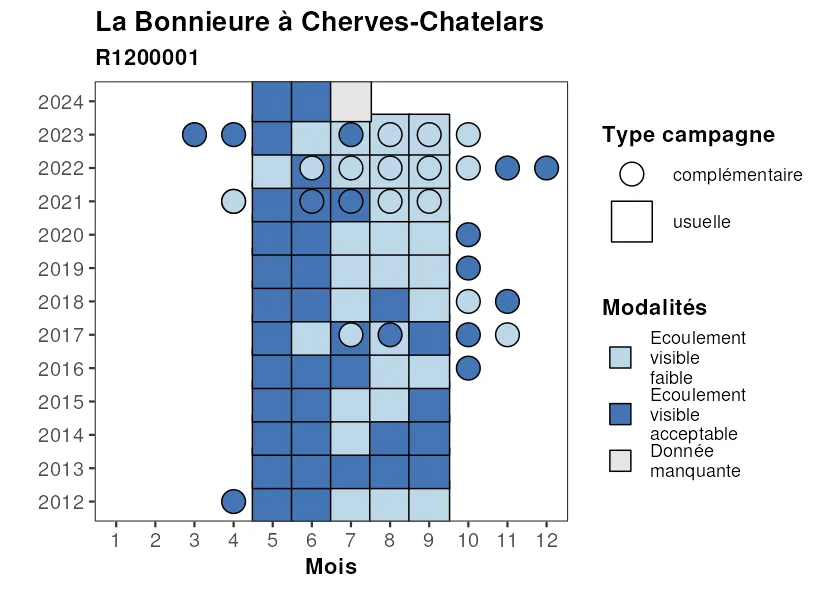 La Bonnieure à Cherves-Chatelars
R1200001
2024
2023
2022
2021
2020
2019
2018
2017
2016
2015
2014
2013
2012
1 2 3 4 5 6 7 8 9 10 11 12
Mois
Type campagne
complémentaire
usuelle
Modalités
Ecoulement
visible
faible
Ecoulement
visible
acceptable
Donnée
manquante